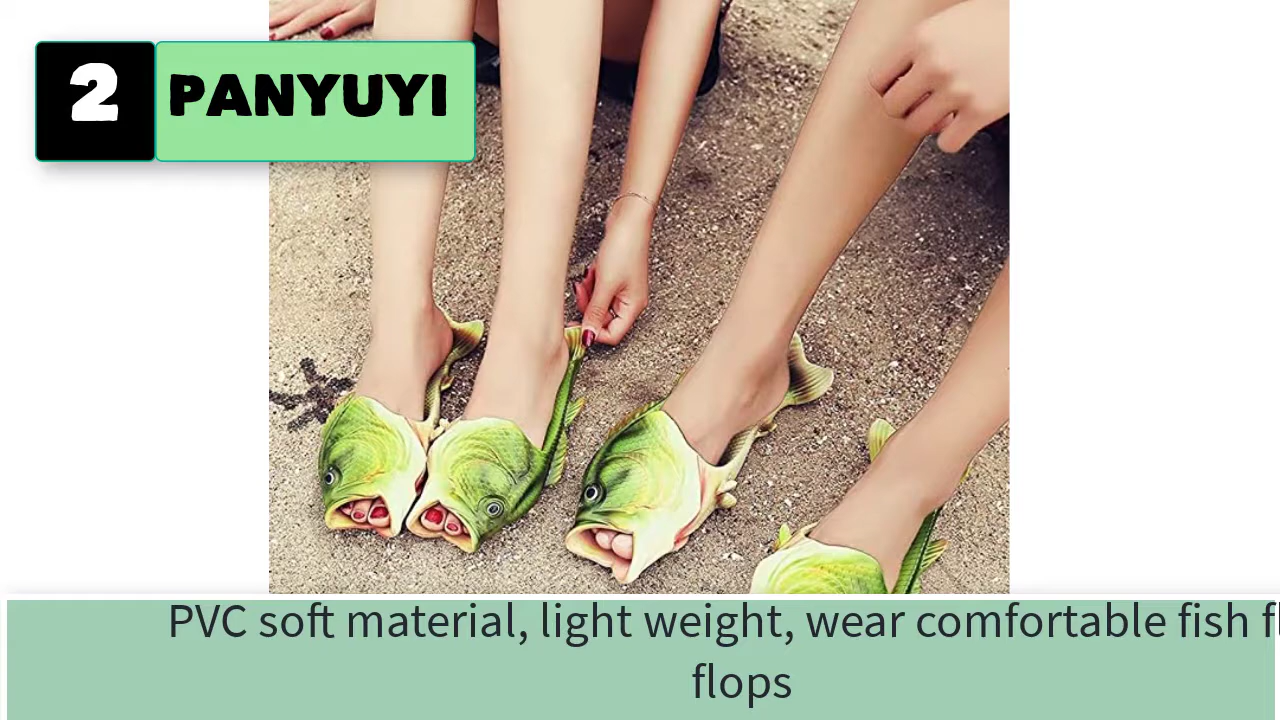 2 PANYUYI
PVC soft material, light weight, wear comfortable fish
flops